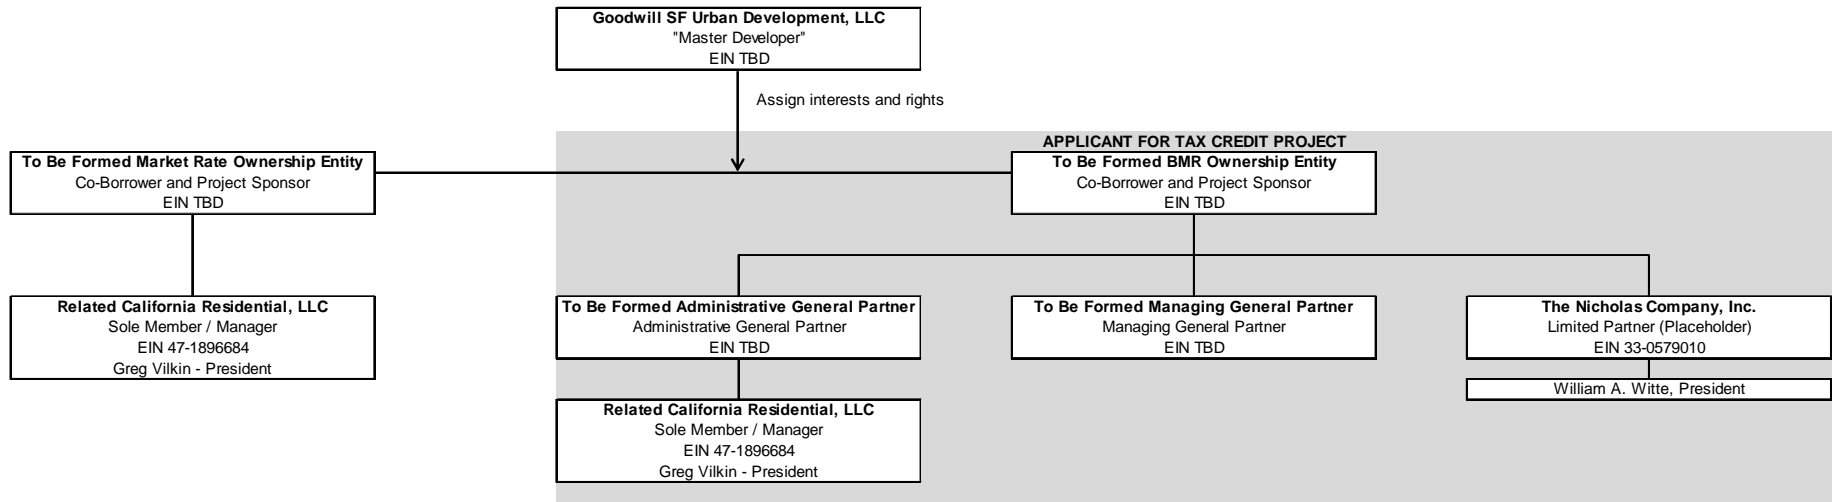 Goodwill SF Urban Development, LLC
"Master Developer"
EIN TBD
Assign interests and rights
APPLICANT FOR TAX CREDIT PROJECT
To Be Formed Market Rate Ownership Entity
Co-Borrower and Project Sponsor
EIN TBD
To Be Formed BMR Ownership Entity
Co-Borrower and Project Sponsor
EIN TBD
Related California Residential, LLC
Sole Member / Manager
EIN 47-1896684
Greg Vilkin - President
To Be Formed Administrative General Partner
Administrative General Partner
EIN TBD
To Be Formed Managing General Partner
Managing General Partner
EIN TBD
The Nicholas Company, Inc.
Limited Partner (Placeholder)
EIN 33-0579010
William A. Witte, President
Related California Residential, LLC
Sole Member / Manager
EIN 47-1896684
Greg Vilkin - President